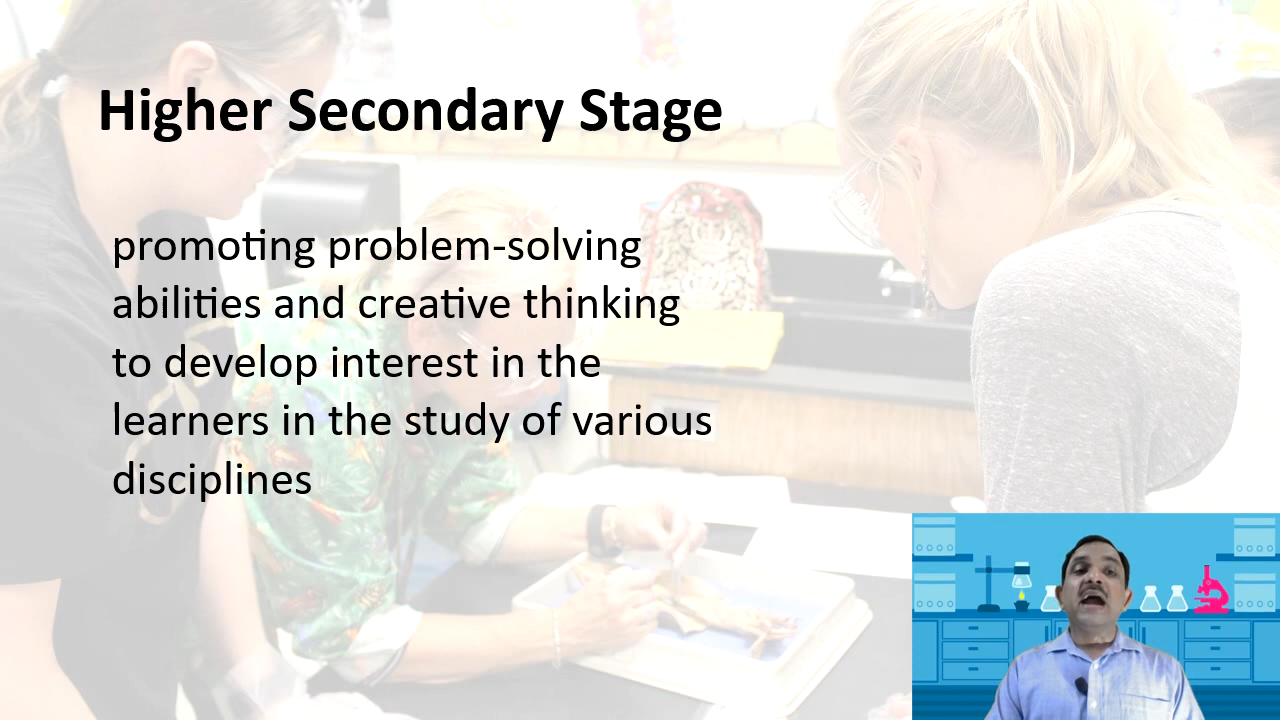 Higher Secondary Stage
promoting problem-solving
abilities and creative thinking
to develop interest in the
learners in the study of various
disciplines